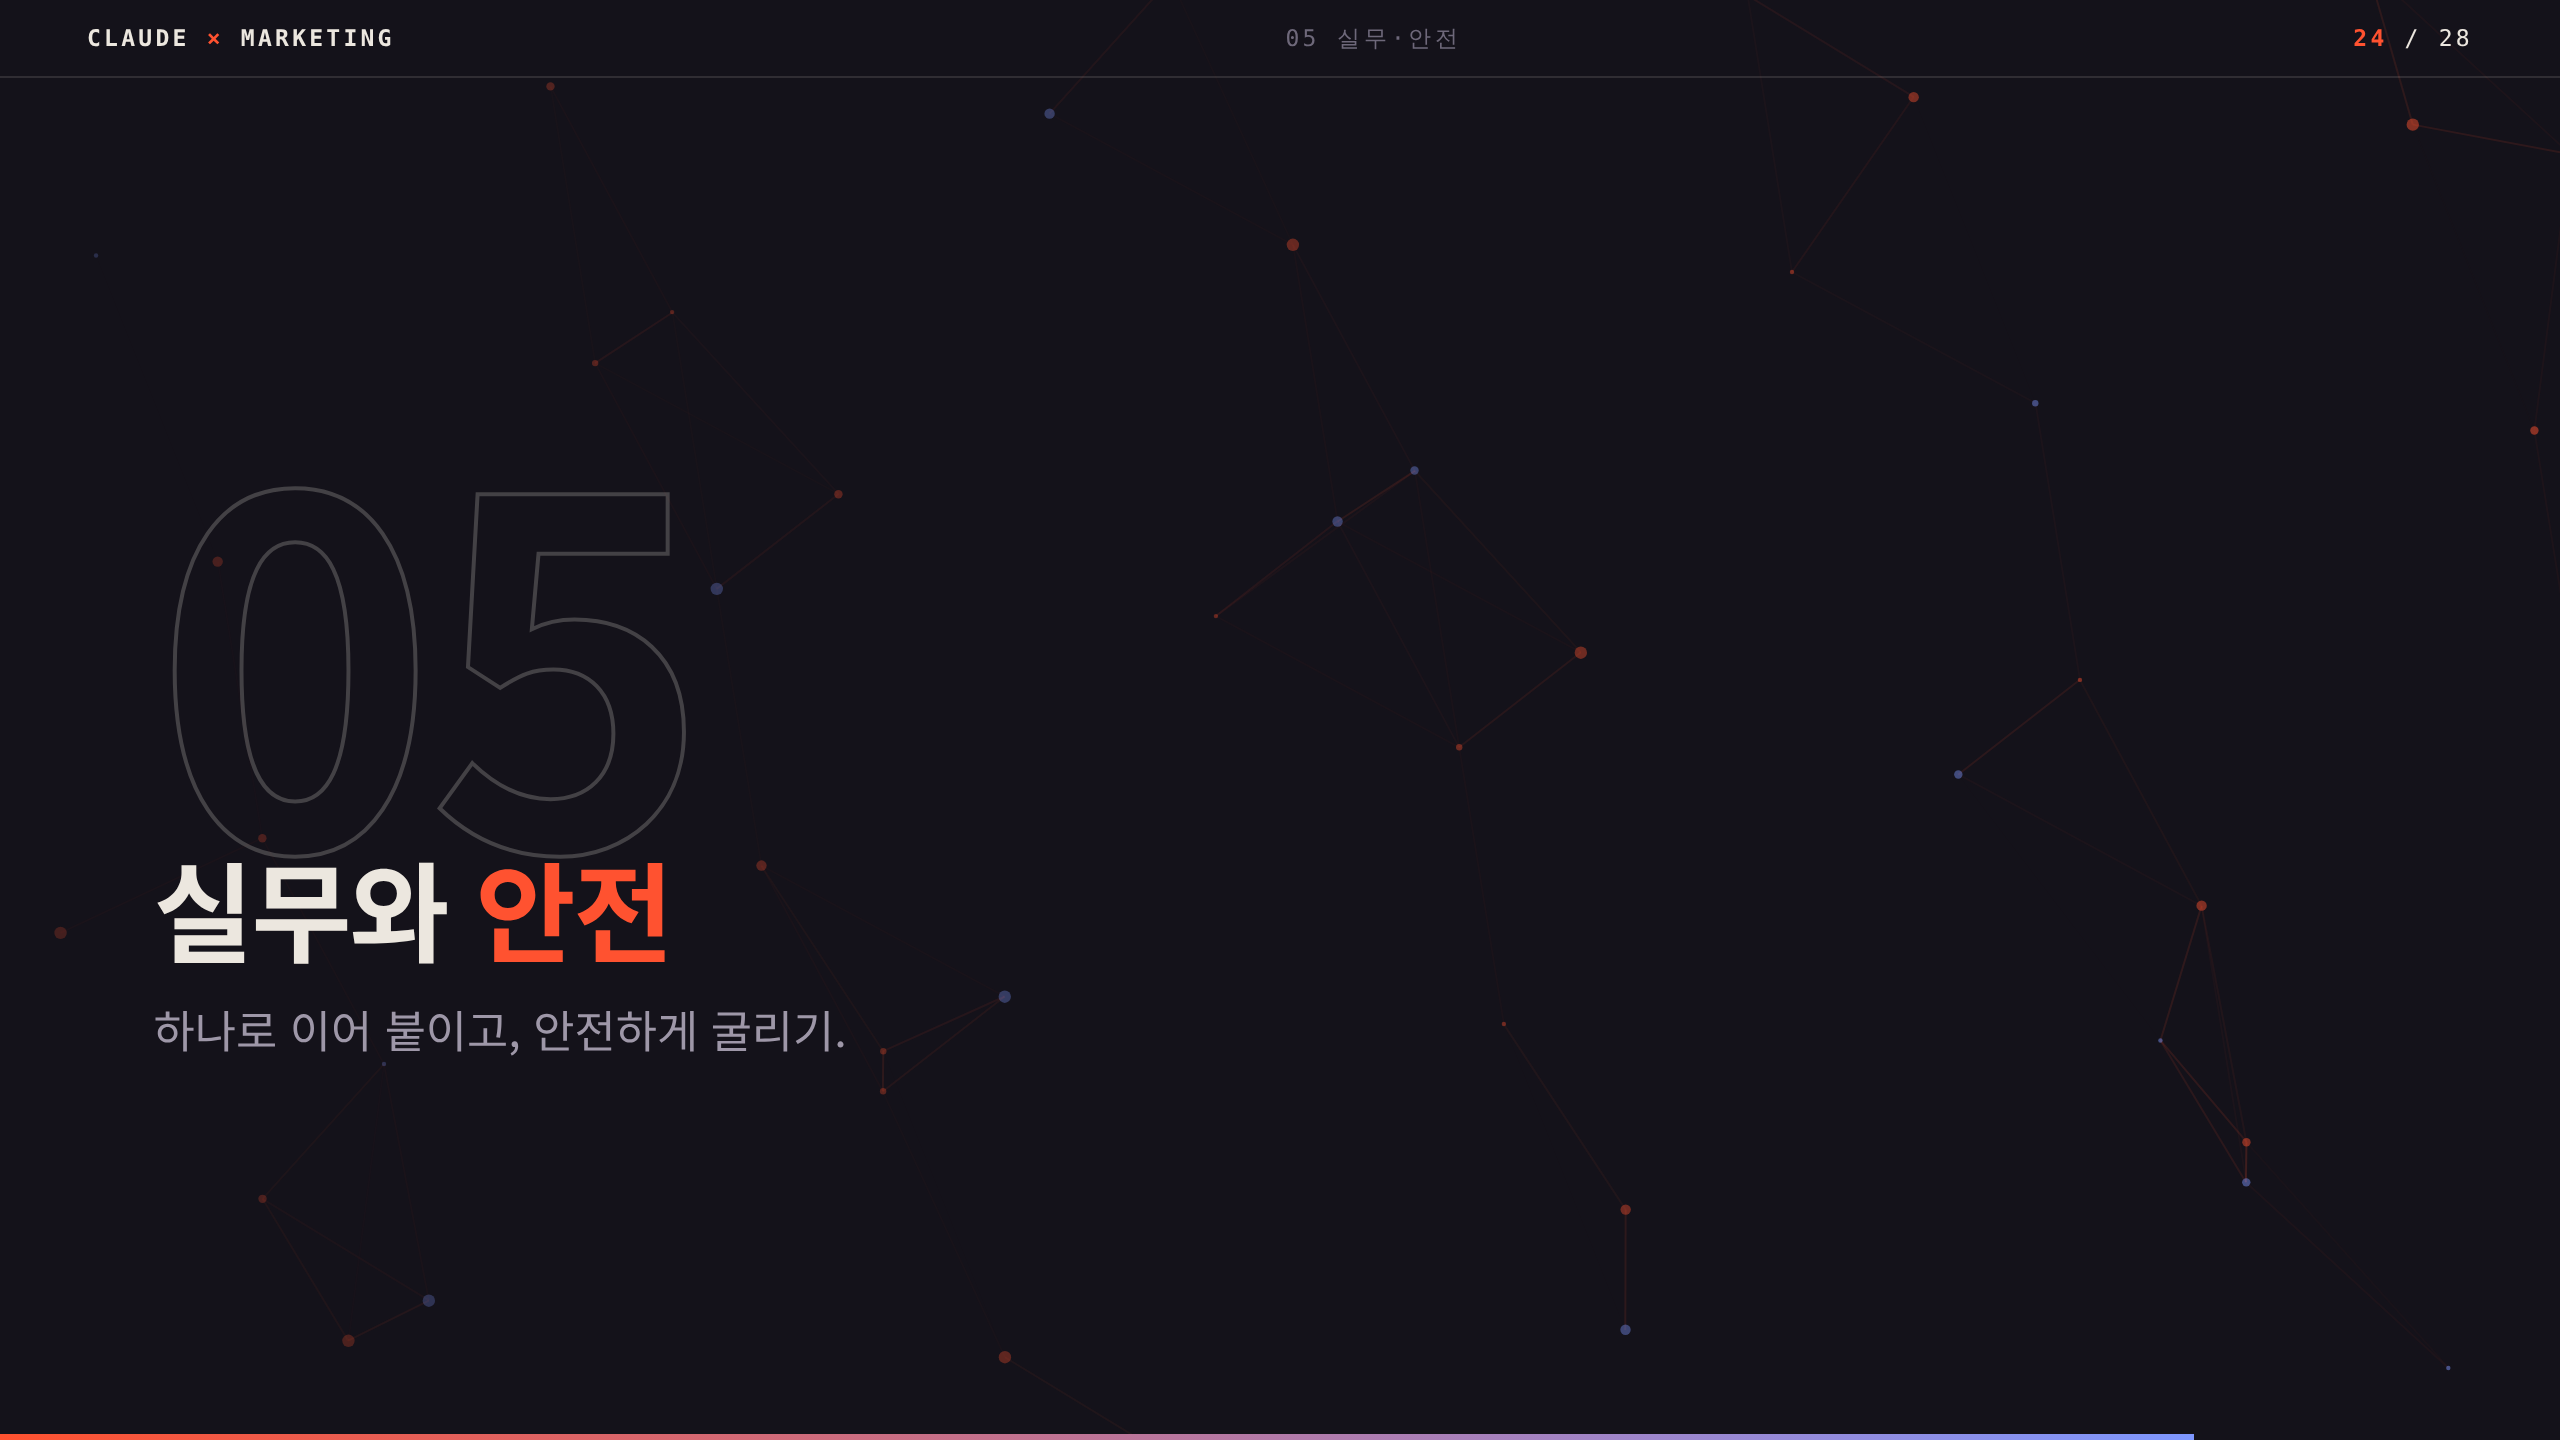 CLAUDE × MARKETING
05 실무·안전
24 / 28
05
실무와 안전
하나로 이어 붙이고, 안전하게 굴리기.